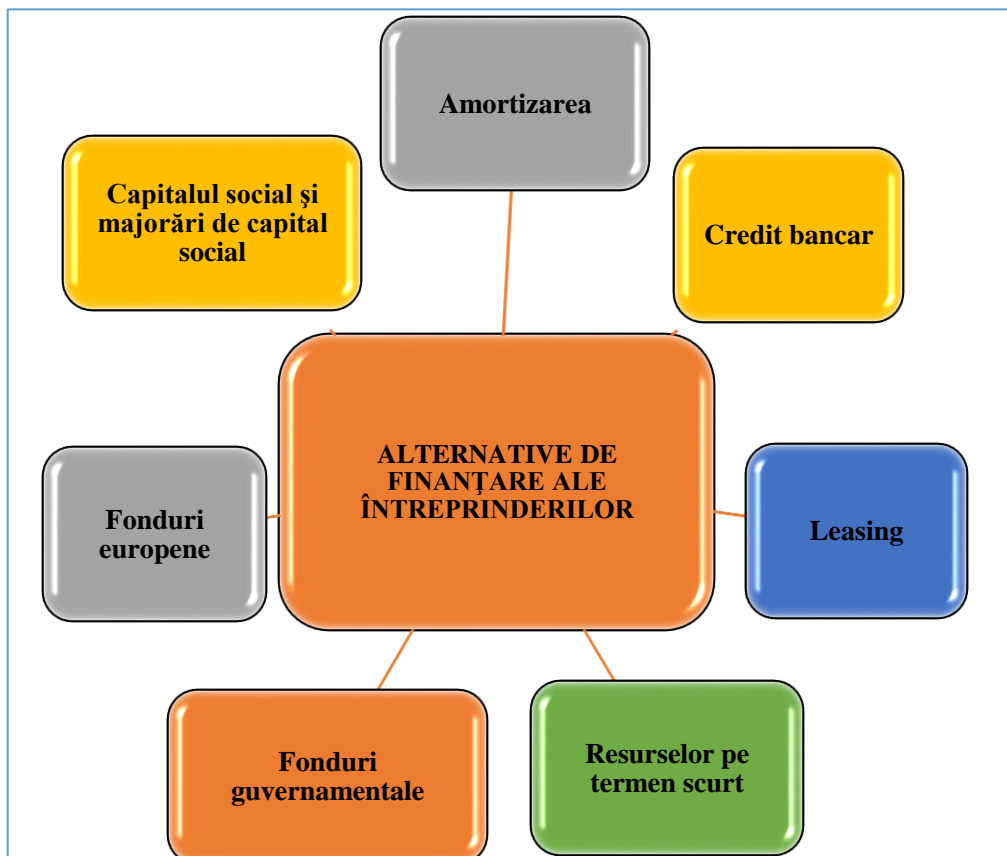 Amortizarea
Capitalul social şi
majorări de capital
social
Credit bancar
ALTERNATIVE DE
FINANŢARE ALE
ÎNTREPRINDERILOR
Fonduri
europene
Leasing
Fonduri
guvernamentale
Resurselor pe
termen scurt